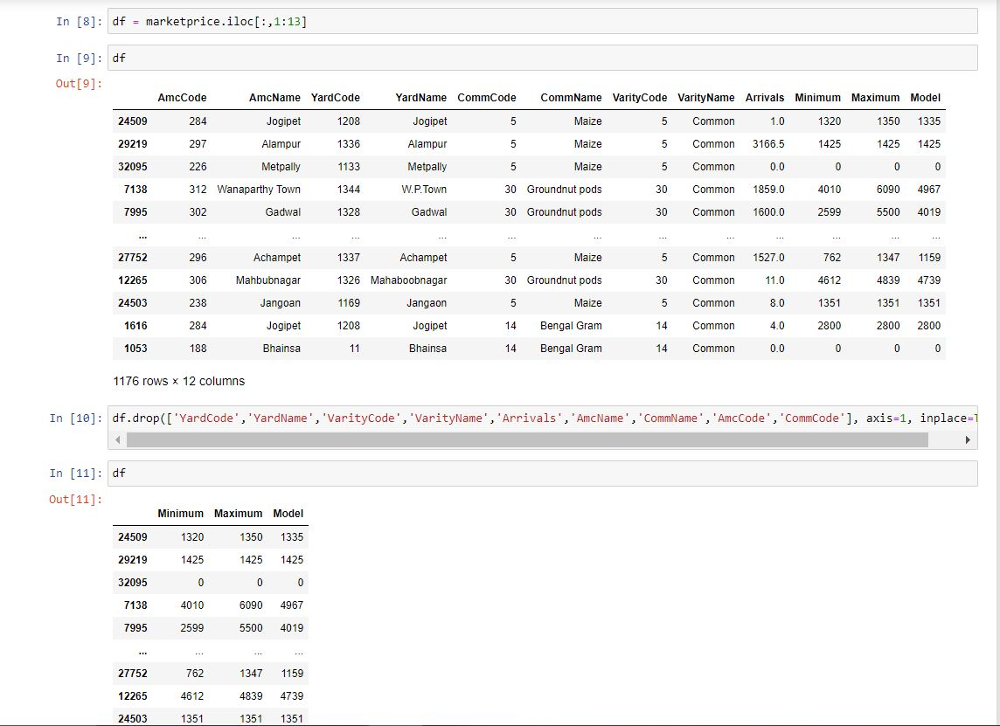 In [8]: df = marketprice.iloc[:,1:13]
In [9]: df
Out[9]:
AmcCode AmcName YardCode YardName CommCode CommName VarityCode VarityName Arrivals Minimum Maximum Model
24509 284 Jogipet 1208 Jogipet 5 Maize 5 Common 1.0 1320 1350 1335
29219 297 Alampur 1336 Alampur 5 Maize 5 Common 3166.5 1425 1425 1425
32095 226 Metpally 1133 Metpally 5 Maize 5 Common 0.0 0 0 0
7138 312 Wanaparthy Town 1344 W.P.Town 30 Groundnut pods 30 Common 1859.0 4010 6090 4967
7995 302 Gadwal 1328 Gadwal 30 Groundnut pods 30 Common 1600.0 2599 5500 4019
... ... ... ... ... ... ... ... ... ... ... ... ...
27752 296 Achampet 1337 Achampet 5 Maize 5 Common 1527.0 762 1347 1159
12265 306 Mahbubnagar 1326 Mahaboobnagar 30 Groundnut pods 30 Common 11.0 4612 4839 4739
24503 238 Jangoan 1169 Jangaon 5 Maize 5 Common 8.0 1351 1351 1351
1616 284 Jogipet 1208 Jogipet 14 Bengal Gram 14 Common 4.0 2800 2800 2800
1053 188 Bhainsa 11 Bhainsa 14 Bengal Gram 14 Common 0.0 0 0 0
1176 rows × 12 columns
In [10]: df.drop(['YardCode','YardName','VarityCode','VarityName','Arrivals','AmcName','CommName','AmcCode','CommCode'], axis=1, inplace=
In [11]: df
Out[11]:
Minimum Maximum Model
24509 1320 1350 1335
29219 1425 1425 1425
32095 0 0 0
7138 4010 6090 4967
7995 2599 5500 4019
... ... ... ...
27752 762 1347 1159
12265 4612 4839 4739
24503 1351 1351 1351